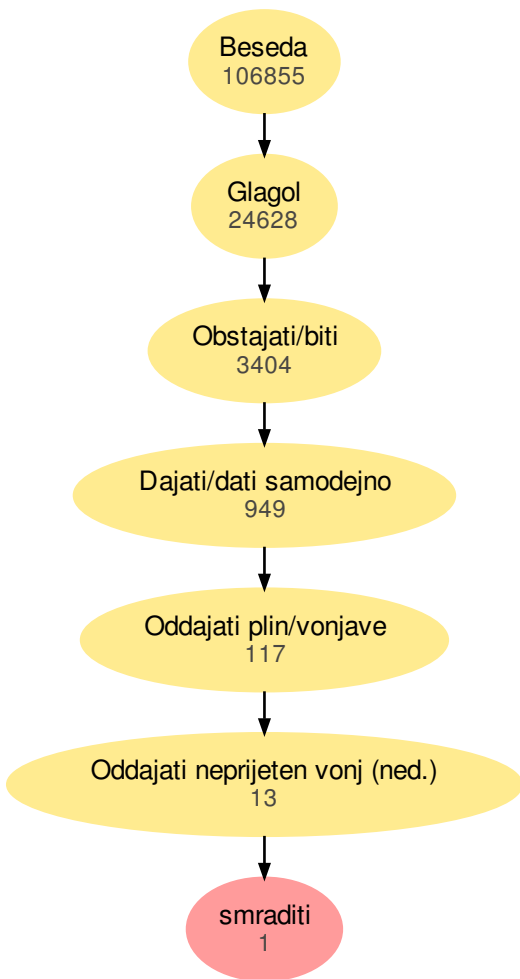 Beseda
106855
Glagol
24628
Obstajati/biti
3404
Dajati/dati samodejno
949
Oddajati plin/vonjave
117
Oddajati neprijeten vonj (ned.)
13
smraditi
1